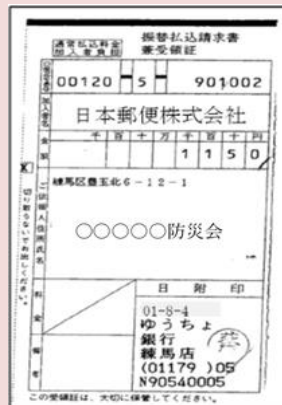 振替払込請求書
兼受領証
通常払込料金
加入者負担
口座記号番号
00120 5 901002
加入者名
日本郵便株式会社
金額
千 百 十 万 千 百 十 円
1 1 5 0
ご依頼人住所氏名
練馬区豊玉北6-12-1
○○○○○防災会
料金
日附印
備考
01-8-4
ゆうちょ
銀行
練馬店
(01179 )05
N90540005
切り取らないでお出しください。
この受領証は、大切に保管してください。